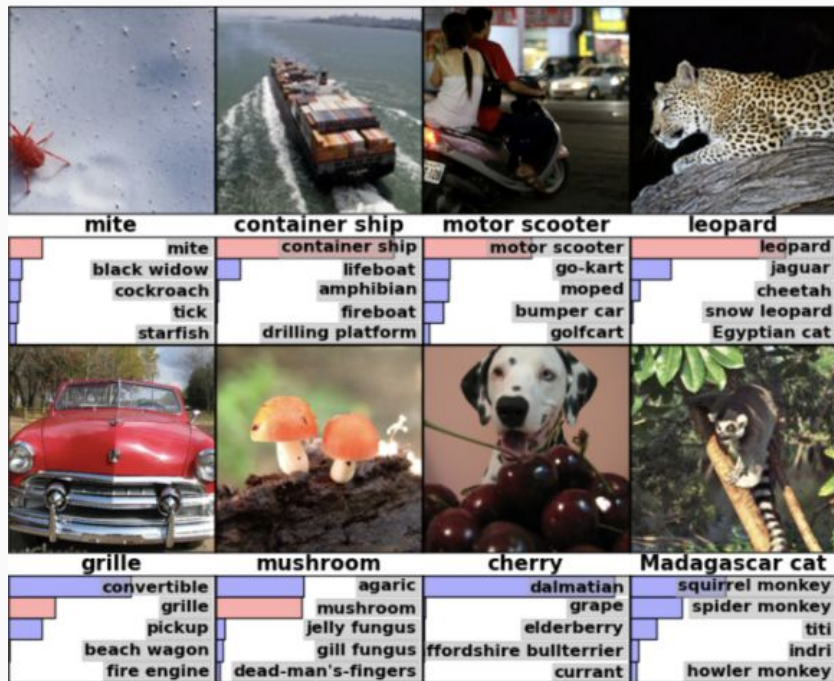 mite
container ship
motor scooter
leopard
mite
black widow
cockroach
tick
starfish
container ship
lifeboat
amphibian
fireboat
drilling platform
motor scooter
go-kart
moped
bumper car
golfcart
leopard
jaguar
cheetah
snow leopard
Egyptian cat
grille
mushroom
cherry
Madagascar cat
convertible
grille
pickup
beach wagon
fire engine
agaric
mushroom
jelly fungus
gill fungus
dead-man's-fingers
dalmatian
grape
elderberry
ffordshire bullterrier
currant
squirrel monkey
spider monkey
titi
indri
howler monkey